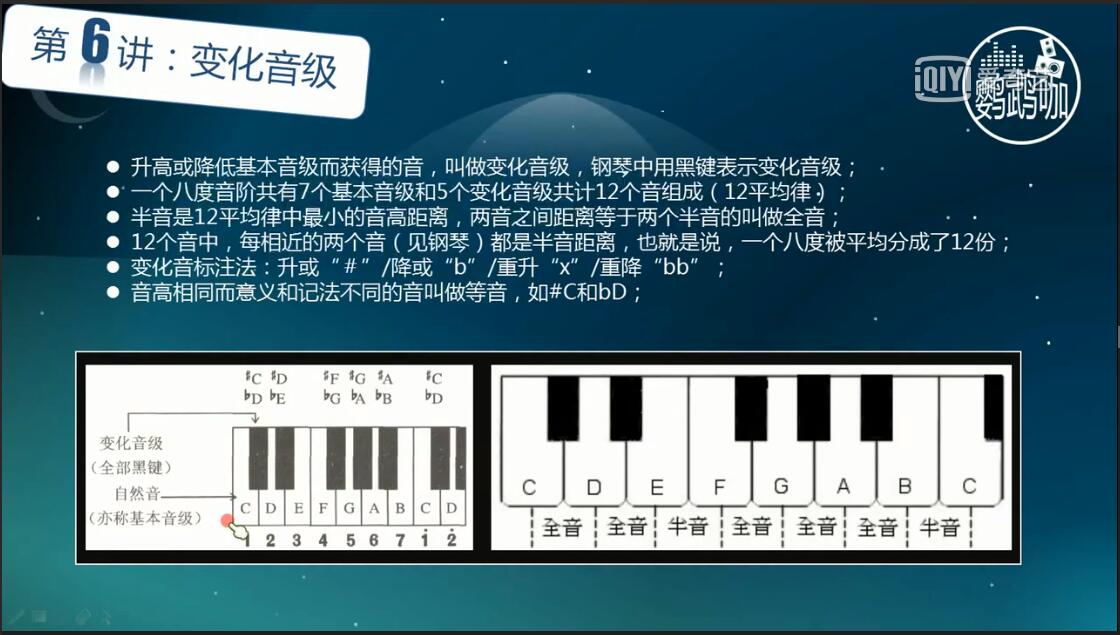 第6讲：变化音级
iQIYI 爱奇艺
鹦鹉咖
● 升高或降低基本音级而获得的音，叫做变化音级，钢琴中用黑键表示变化音级；
● 一个八度音阶共有7个基本音级和5个变化音级共计12个音组成（12平均律）；
● 半音是12平均律中最小的音高距离，两音之间距离等于两个半音的叫做全音；
● 12个音中，每相近的两个音（见钢琴）都是半音距离，也就是说，一个八度被平均分成了12份；
● 变化音标注法：升或“＃”/降或“b”/重升“x”/重降“bb”；
● 音高相同而意义和记法不同的音叫做等音，如#C和bD；
♯C ♯D ♯F ♯G ♯A ♯C
♭D ♭E ♭G ♭A ♭B ♭D
变化音级
（全部黑键）
自然音
（亦称基本音级）
C D E F G A B C D
1 2 3 4 5 6 7 1̇ 2̇
C D E F G A B C
全音 全音 半音 全音 全音 全音 半音